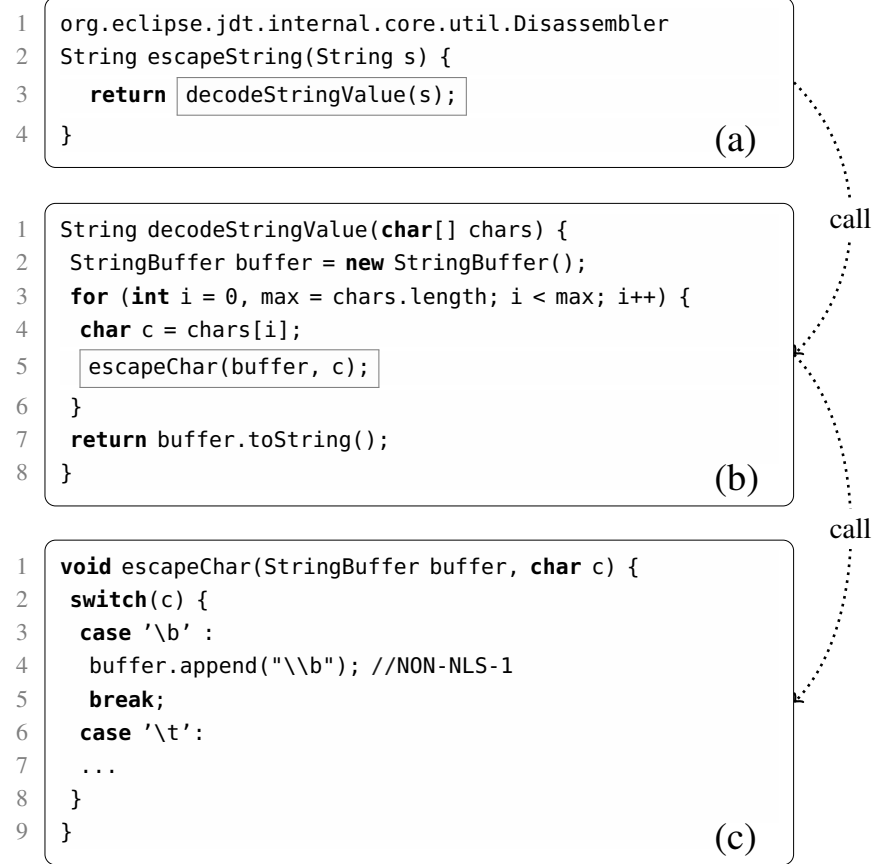 1 org.eclipse.jdt.internal.core.util.Disassembler
2 String escapeString(String s) {
3 return decodeStringValue(s);
4 }
(a)
call
1 String decodeStringValue(char[] chars) {
2 StringBuffer buffer = new StringBuffer();
3 for (int i = 0, max = chars.length; i < max; i++) {
4 char c = chars[i];
5 escapeChar(buffer, c);
6 }
7 return buffer.toString();
8 }
(b)
call
1 void escapeChar(StringBuffer buffer, char c) {
2 switch(c) {
3 case ’\b’ :
4 buffer.append("\\b"); //NON-NLS-1
5 break;
6 case ’\t’:
7 ...
8 }
9 }
(c)